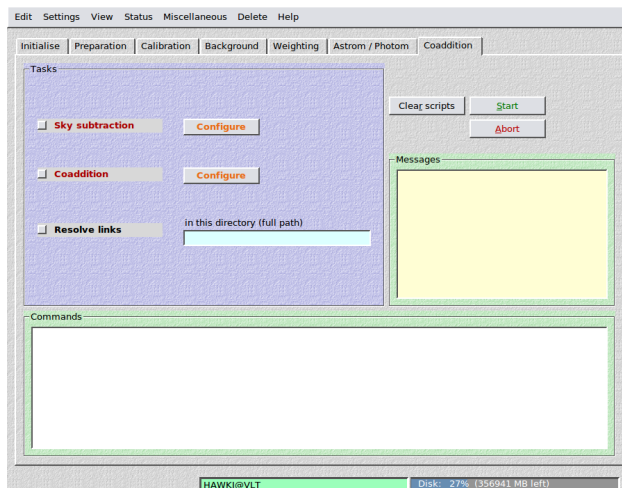 Edit Settings View Status Miscellaneous Delete Help
Initialise Preparation Calibration Background Weighting Astrom / Photom Coaddition
Tasks
Clear scripts Start
Sky subtraction Configure
Abort
Messages
Coaddition Configure
in this directory (full path)
Resolve links
Commands
HAWKI@VLT Disk: 27% (356941 MB left)